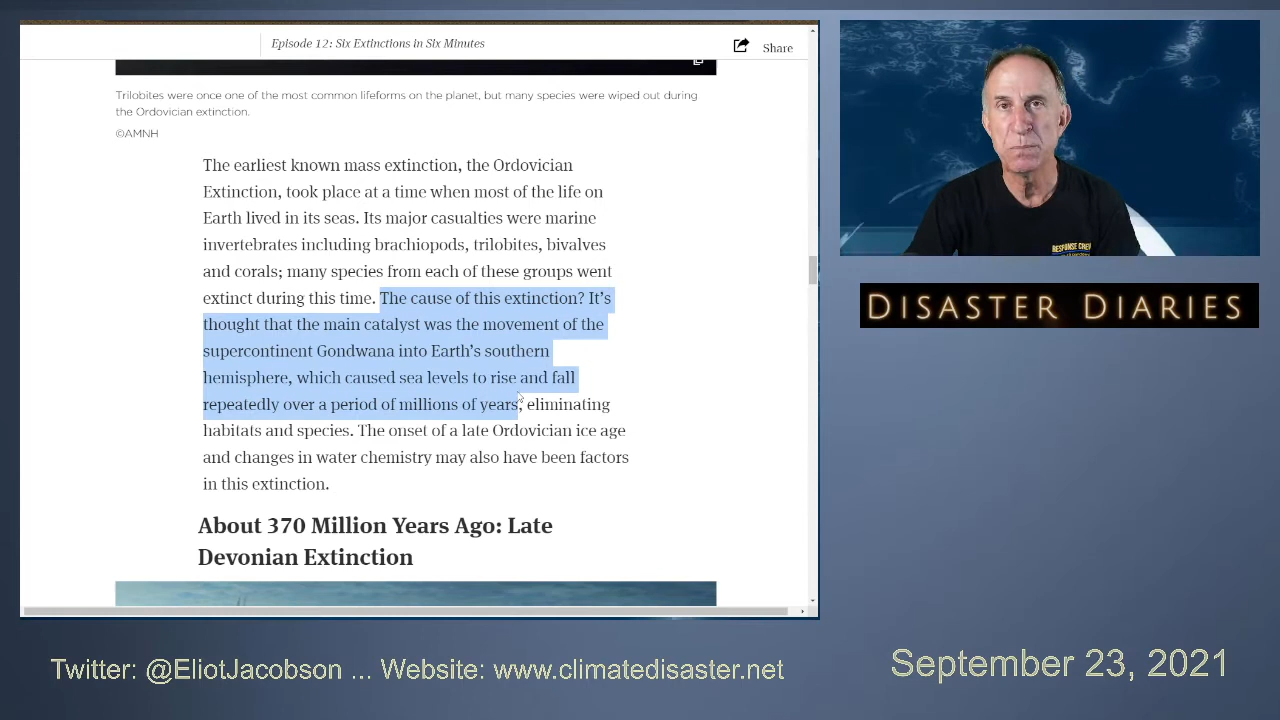 Episode 12: Six Extinctions in Six Minutes
Share
Trilobites were once one of the most common lifeforms on the planet, but many species were wiped out during
the Ordovician extinction.
©AMNH
The earliest known mass extinction, the Ordovician
Extinction, took place at a time when most of the life on
Earth lived in its seas. Its major casualties were marine
invertebrates including brachiopods, trilobites, bivalves
and corals; many species from each of these groups went
extinct during this time. The cause of this extinction? It’s
thought that the main catalyst was the movement of the
supercontinent Gondwana into Earth’s southern
hemisphere, which caused sea levels to rise and fall
repeatedly over a period of millions of years, eliminating
habitats and species. The onset of a late Ordovician ice age
and changes in water chemistry may also have been factors
in this extinction.
About 370 Million Years Ago: Late
Devonian Extinction
RESPONSE CREW
DISASTER DIARIES
Twitter: @EliotJacobson ... Website: www.climatedisaster.net
September 23, 2021